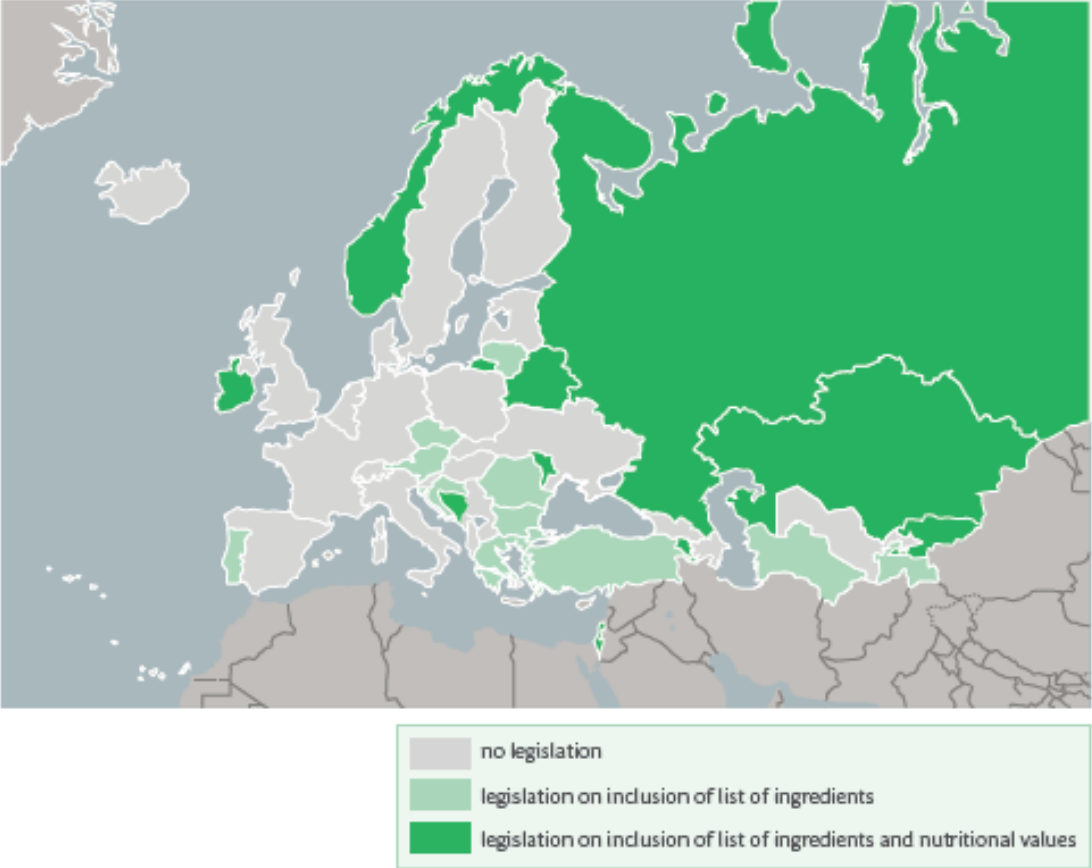 no legislation
legislation on inclusion of list of ingredients
legislation on inclusion of list of ingredients and nutritional values